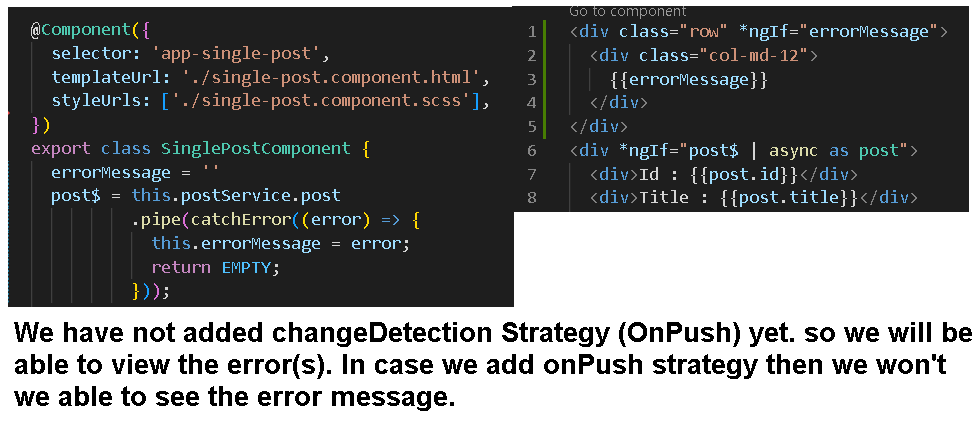 @Component({
  selector: 'app-single-post',
  templateUrl: './single-post.component.html',
  styleUrls: ['./single-post.component.scss'],
})
export class SinglePostComponent {
  errorMessage = ''
  post$ = this.postService.post
          .pipe(catchError((error) => {
            this.errorMessage = error;
            return EMPTY;
          }));
Go to component
1 <div class="row" *ngIf="errorMessage">
2   <div class="col-md-12">
3     {{errorMessage}}
4   </div>
5 </div>
6 <div *ngIf="post$ | async as post">
7   <div>Id : {{post.id}}</div>
8   <div>Title : {{post.title}}</div>
We have not added changeDetection Strategy (OnPush) yet. so we will be
able to view the error(s). In case we add onPush strategy then we won't
we able to see the error message.